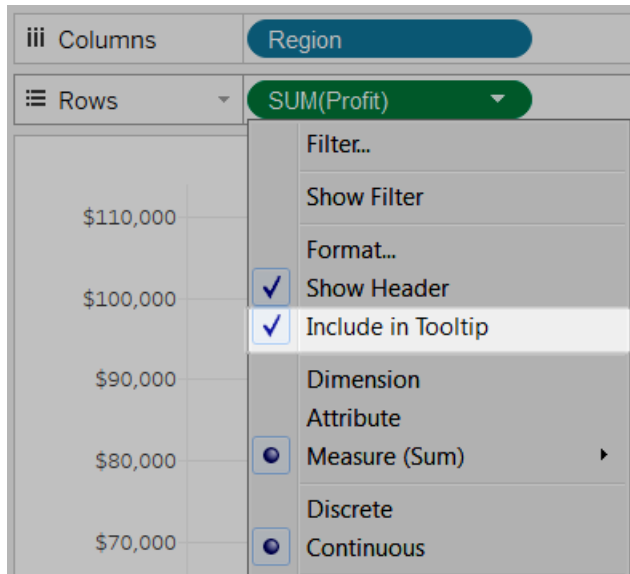 Columns
Region
Rows
SUM(Profit)
Filter...
Show Filter
Format...
Show Header
Include in Tooltip
Dimension
Attribute
Measure (Sum)
Discrete
Continuous
$110,000
$100,000
$90,000
$80,000
$70,000